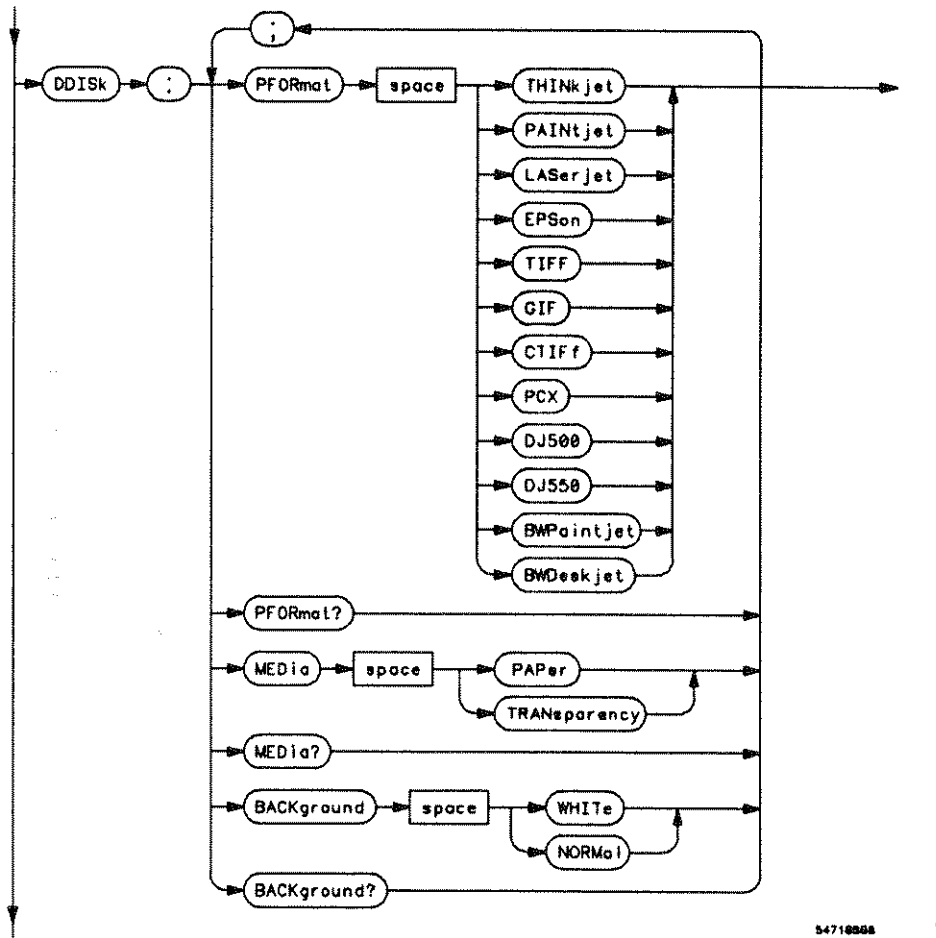 ;
DDISk : PFORmat space THINkjet
PAINtjet
LASerjet
EPSon
TIFF
GIF
CTIFf
PCX
DJ500
DJ550
BWPaintjet
BWDeskjet
PFORmat?
MEDia space PAPer
TRANsparency
MEDia?
BACKground space WHITe
NORMal
BACKground?